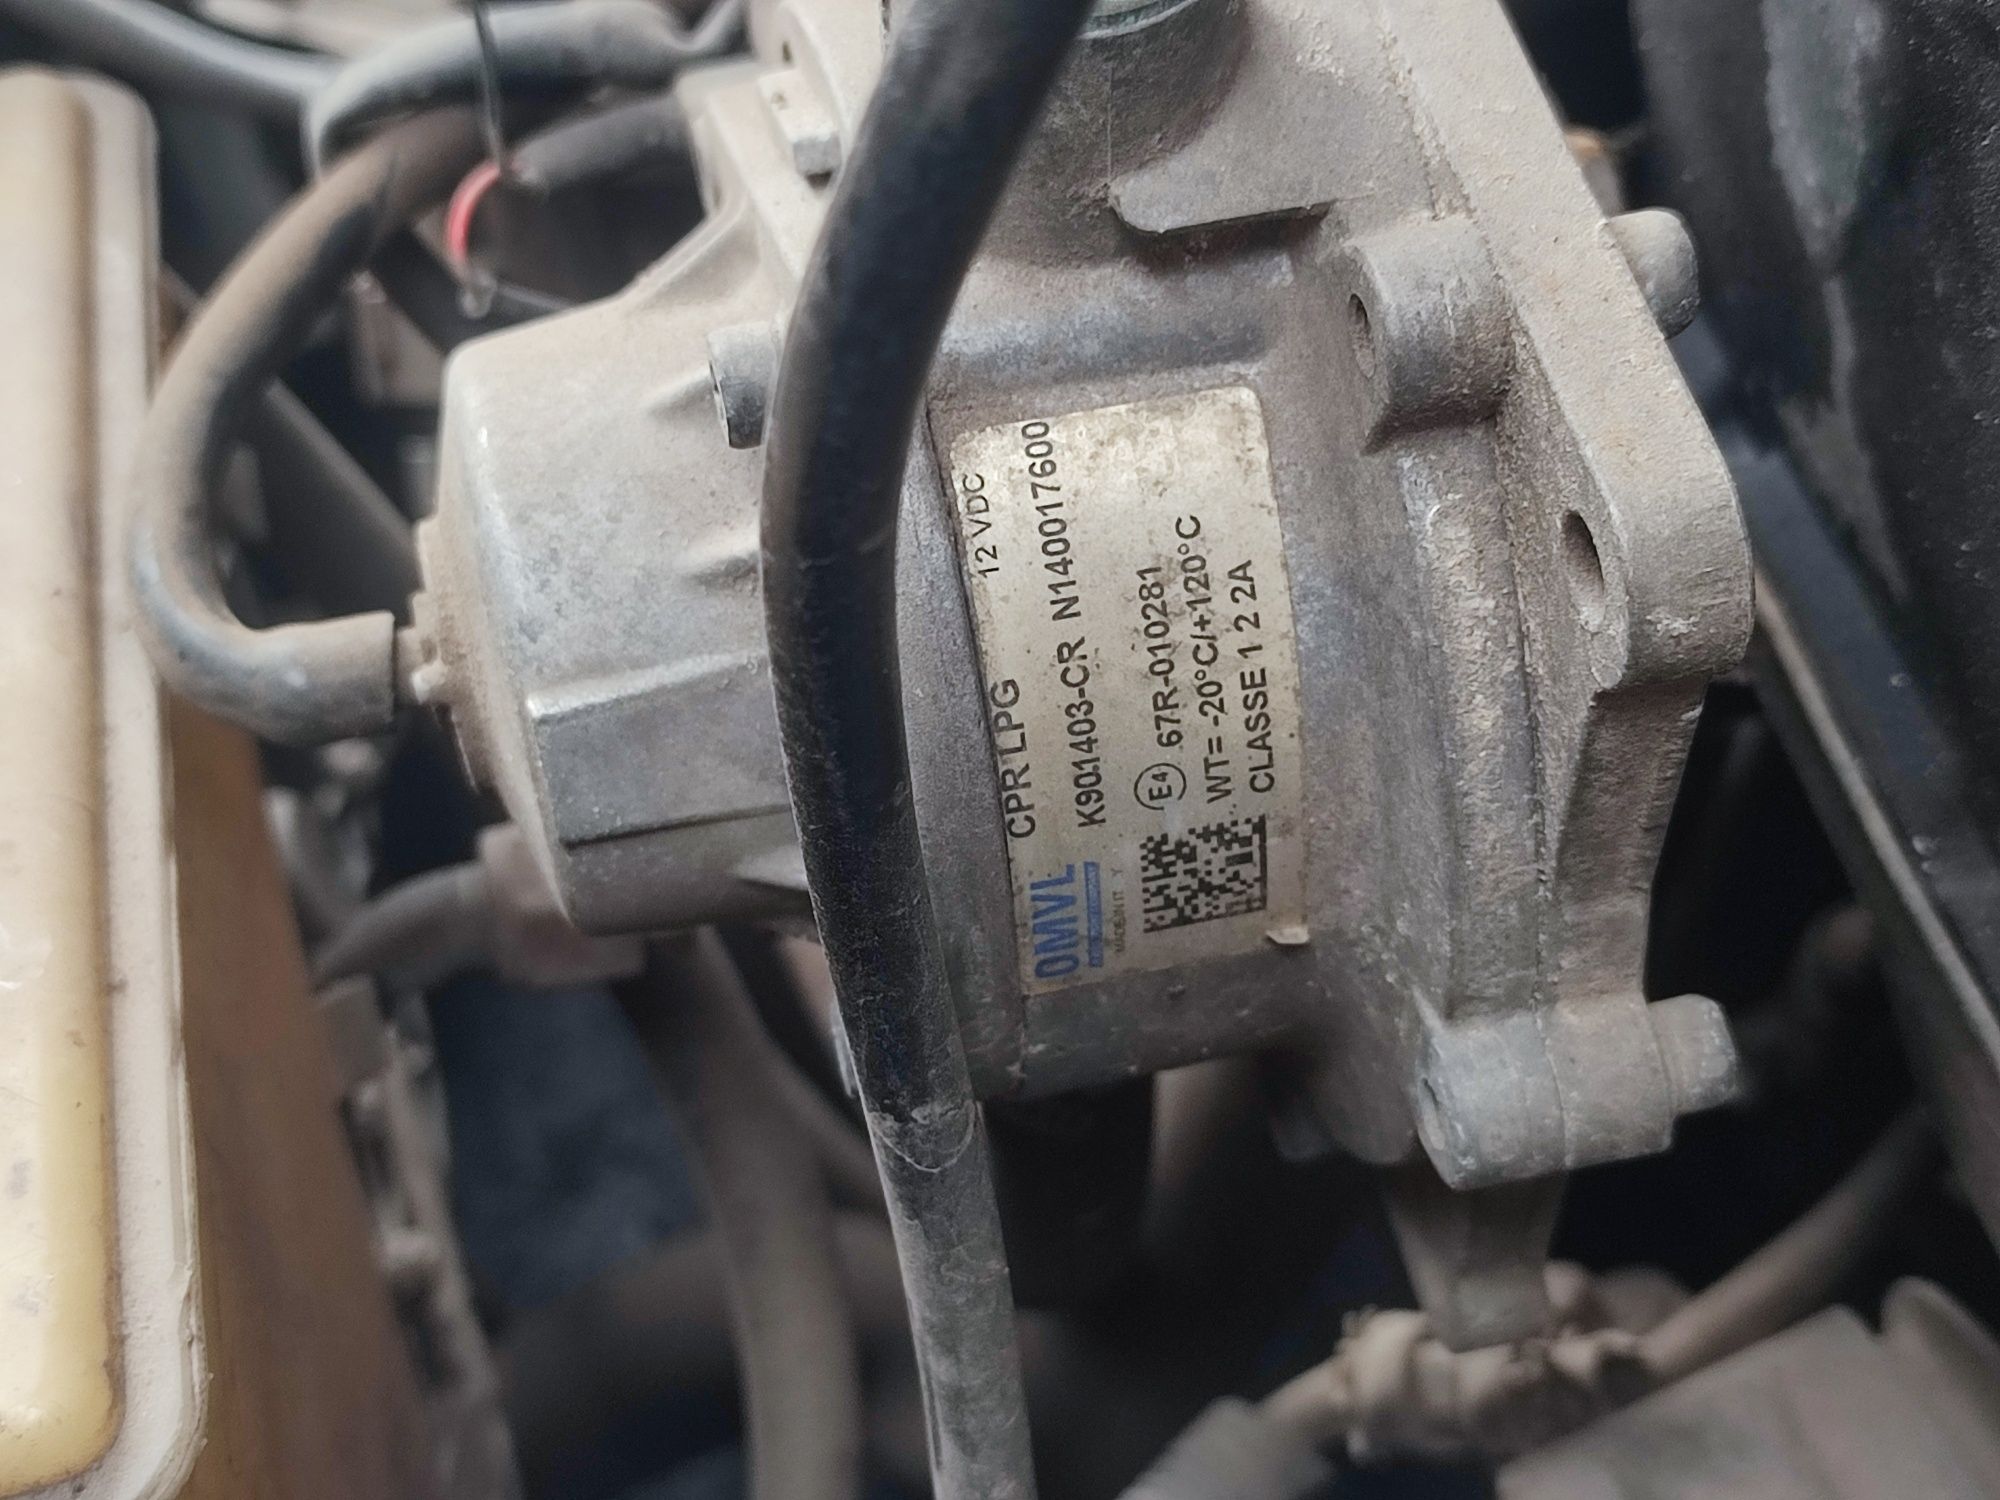 12 VDC
CPR LPG
K901403-CR N140017600
OMVL
MADE IN ITALY
E4 67R-010281
WT= -20°C/+120°C
CLASSE 1 2 2A